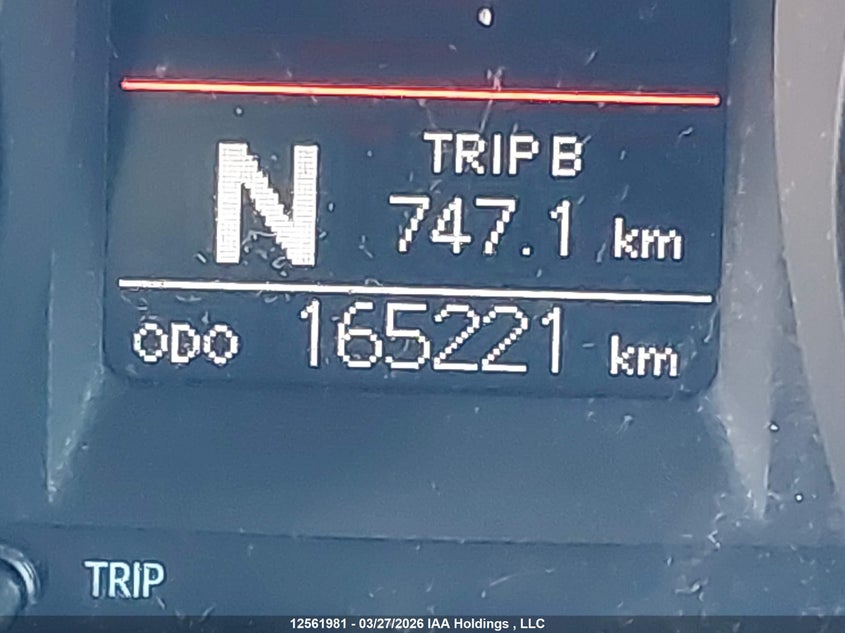 N
TRIP B
747.1 km
ODO 165221 km
TRIP
12561981 - 03/27/2026 IAA Holdings , LLC